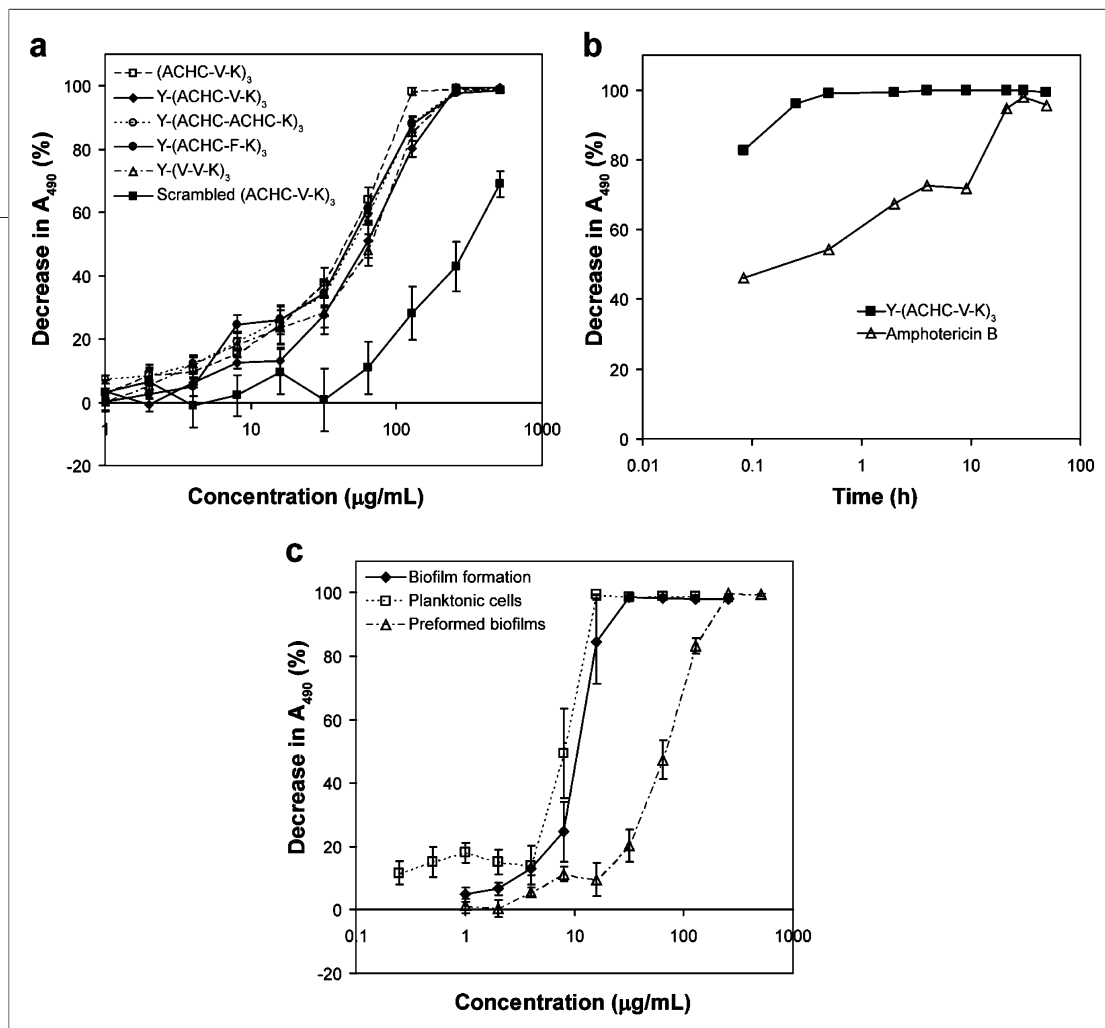 a
(ACHC-V-K)₃
Y-(ACHC-V-K)₃
Y-(ACHC-ACHC-K)₃
Y-(ACHC-F-K)₃
Y-(V-V-K)₃
Scrambled (ACHC-V-K)₃
100
80
60
40
20
0
-20
1
10
100
1000
Decrease in A₄₉₀ (%)
Concentration (μg/mL)
b
100
80
60
40
20
0
0.01
0.1
1
10
100
Y-(ACHC-V-K)₃
Amphotericin B
Decrease in A₄₉₀ (%)
Time (h)
c
Biofilm formation
Planktonic cells
Preformed biofilms
100
80
60
40
20
0
-20
0.1
1
10
100
1000
Decrease in A₄₉₀ (%)
Concentration (μg/mL)